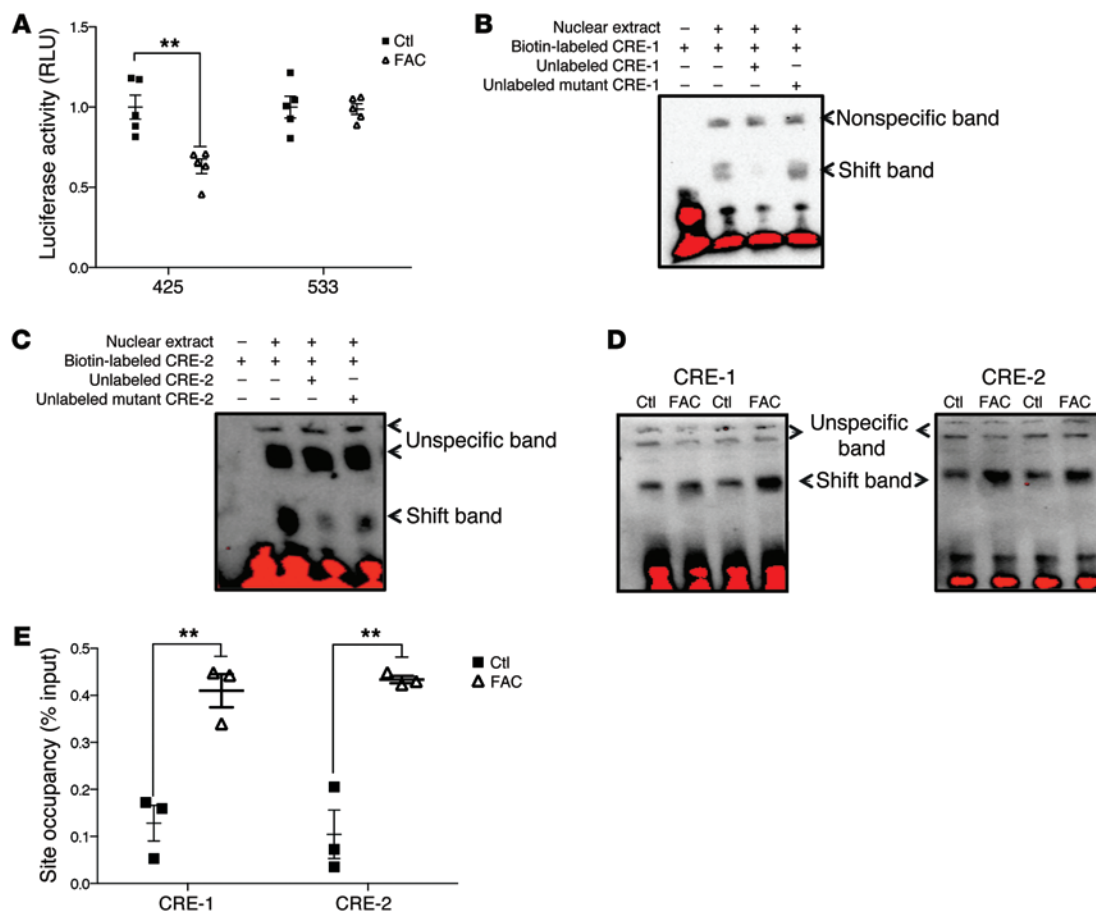 A
Luciferase activity (RLU)
1.5
1.0
0.5
0.0
**
Ctl
FAC
425 533
B
Nuclear extract – + + +
Biotin-labeled CRE-1 + + + +
Unlabeled CRE-1 – – + –
Unlabeled mutant CRE-1 – – – +
Nonspecific band
Shift band
C
Nuclear extract – + + +
Biotin-labeled CRE-2 + + + +
Unlabeled CRE-2 – – + –
Unlabeled mutant CRE-2 – – – +
Unspecific band
Shift band
D
CRE-1 CRE-2
Ctl FAC Ctl FAC Ctl FAC Ctl FAC
Unspecific
band
Shift band
E
Site occupancy (% input)
0.5
0.4
0.3
0.2
0.1
0.0
** **
Ctl
FAC
CRE-1 CRE-2